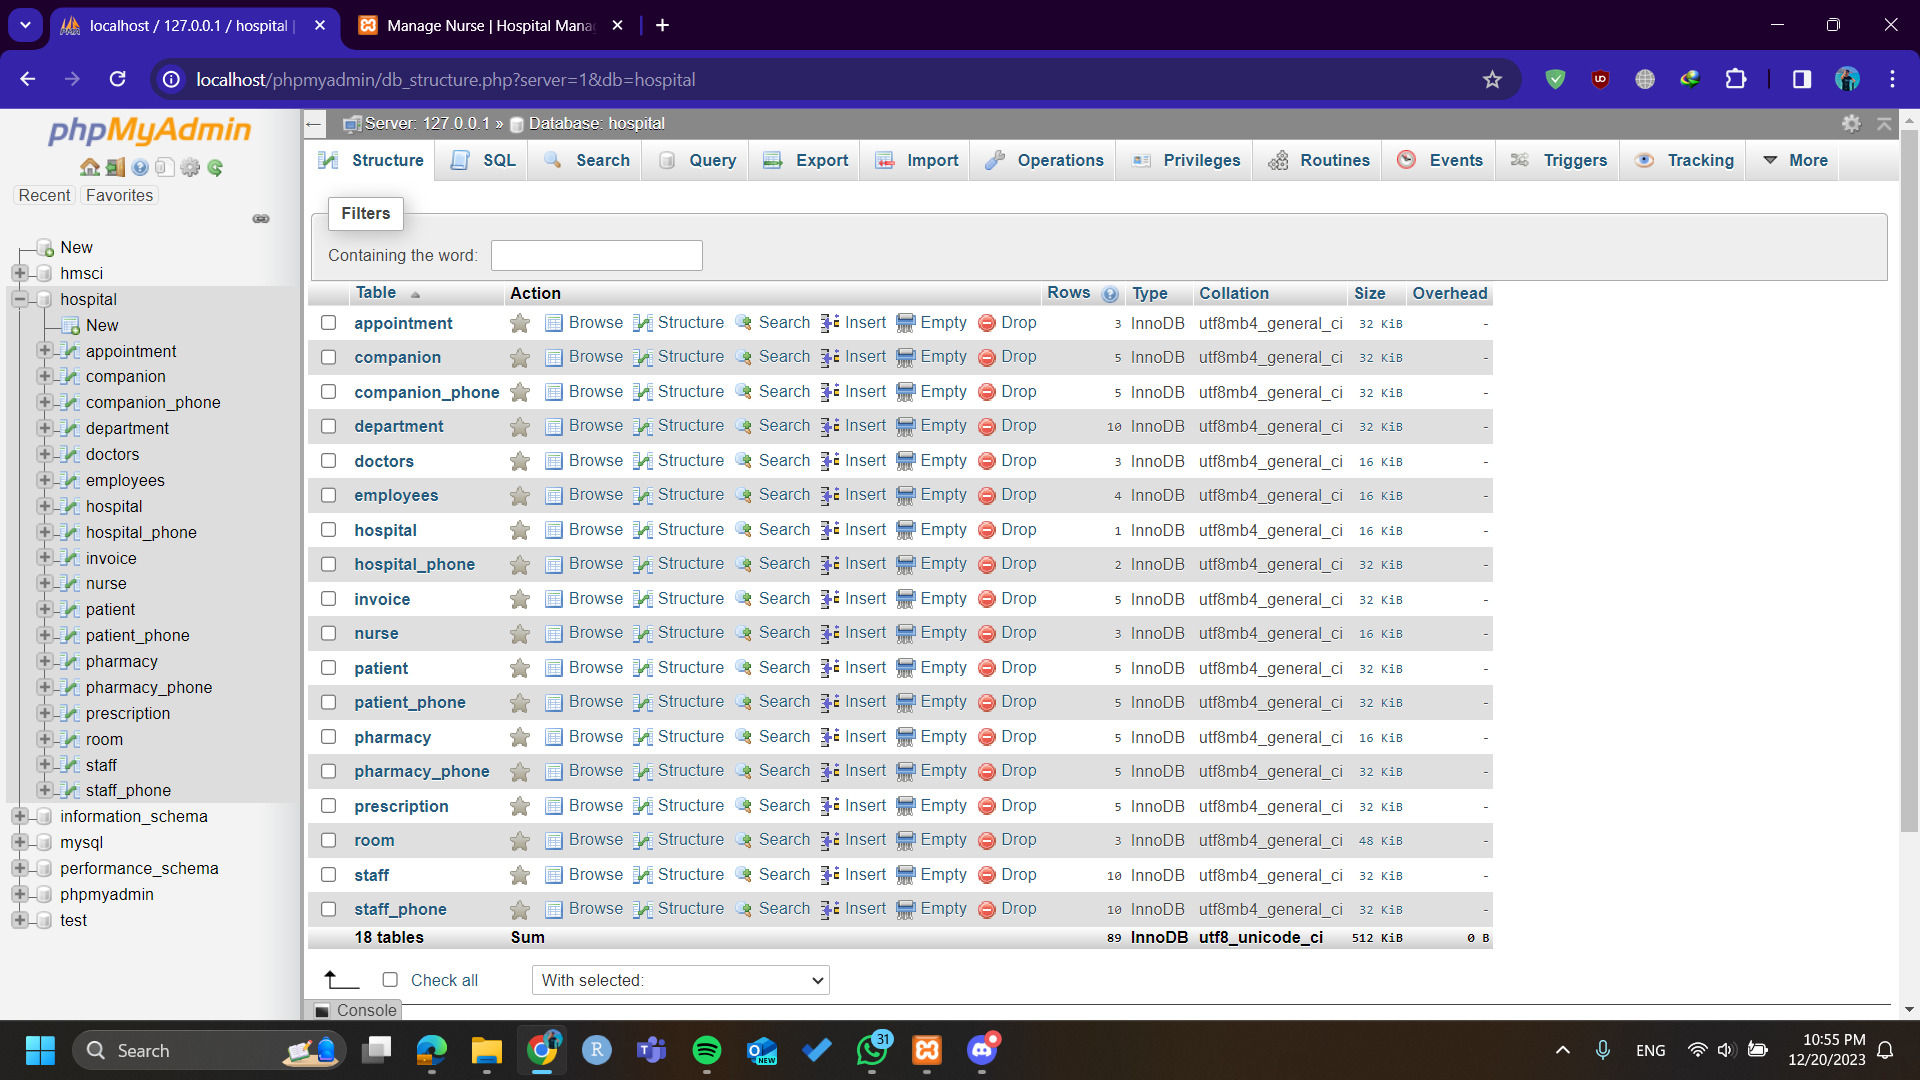 localhost / 127.0.0.1 / hospital |
Manage Nurse | Hospital Mana
localhost/phpmyadmin/db_structure.php?server=1&db=hospital
phpMyAdmin
Recent Favorites
New
hmsci
hospital
New
appointment
companion
companion_phone
department
doctors
employees
hospital
hospital_phone
invoice
nurse
patient
patient_phone
pharmacy
pharmacy_phone
prescription
room
staff
staff_phone
information_schema
mysql
performance_schema
phpmyadmin
test
Server: 127.0.0.1 » Database: hospital
Structure SQL Search Query Export Import Operations Privileges Routines Events Triggers Tracking More
Filters
Containing the word:
Table Action Rows Type Collation Size Overhead
appointment Browse Structure Search Insert Empty Drop 3 InnoDB utf8mb4_general_ci 32 KiB -
companion Browse Structure Search Insert Empty Drop 5 InnoDB utf8mb4_general_ci 32 KiB -
companion_phone Browse Structure Search Insert Empty Drop 5 InnoDB utf8mb4_general_ci 32 KiB -
department Browse Structure Search Insert Empty Drop 10 InnoDB utf8mb4_general_ci 32 KiB -
doctors Browse Structure Search Insert Empty Drop 3 InnoDB utf8mb4_general_ci 16 KiB -
employees Browse Structure Search Insert Empty Drop 4 InnoDB utf8mb4_general_ci 16 KiB -
hospital Browse Structure Search Insert Empty Drop 1 InnoDB utf8mb4_general_ci 16 KiB -
hospital_phone Browse Structure Search Insert Empty Drop 2 InnoDB utf8mb4_general_ci 32 KiB -
invoice Browse Structure Search Insert Empty Drop 5 InnoDB utf8mb4_general_ci 32 KiB -
nurse Browse Structure Search Insert Empty Drop 3 InnoDB utf8mb4_general_ci 16 KiB -
patient Browse Structure Search Insert Empty Drop 5 InnoDB utf8mb4_general_ci 32 KiB -
patient_phone Browse Structure Search Insert Empty Drop 5 InnoDB utf8mb4_general_ci 32 KiB -
pharmacy Browse Structure Search Insert Empty Drop 5 InnoDB utf8mb4_general_ci 16 KiB -
pharmacy_phone Browse Structure Search Insert Empty Drop 5 InnoDB utf8mb4_general_ci 32 KiB -
prescription Browse Structure Search Insert Empty Drop 5 InnoDB utf8mb4_general_ci 32 KiB -
room Browse Structure Search Insert Empty Drop 3 InnoDB utf8mb4_general_ci 48 KiB -
staff Browse Structure Search Insert Empty Drop 10 InnoDB utf8mb4_general_ci 32 KiB -
staff_phone Browse Structure Search Insert Empty Drop 10 InnoDB utf8mb4_general_ci 32 KiB -
18 tables Sum 89 InnoDB utf8_unicode_ci 512 KiB 0 B
Check all With selected:
Console
Search R NEW 31 ENG 10:55 PM
12/20/2023